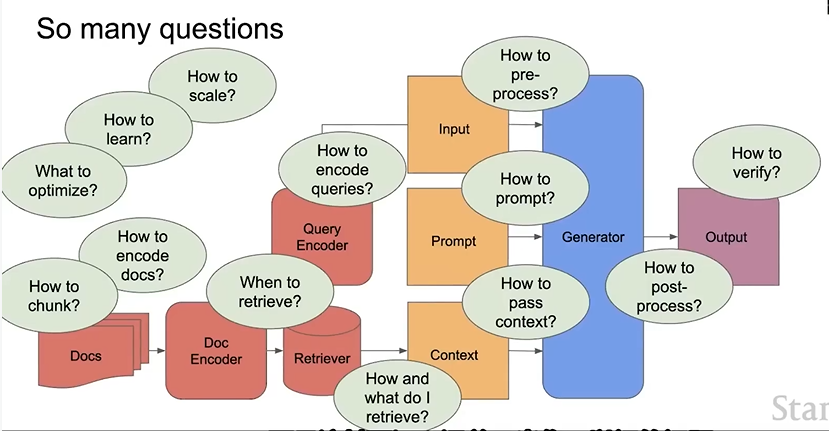 So many questions
How to
scale?
How to
learn?
What to
optimize?
How to
pre-
process?
Input
How to
encode
queries?
How to
verify?
How to
prompt?
Query
Encoder
Prompt
Generator
Output
How to
encode
docs?
How to
chunk?
When to
retrieve?
How to
pass
context?
How to
post-
process?
Docs
Doc
Encoder
Retriever
Context
How and
what do I
retrieve?